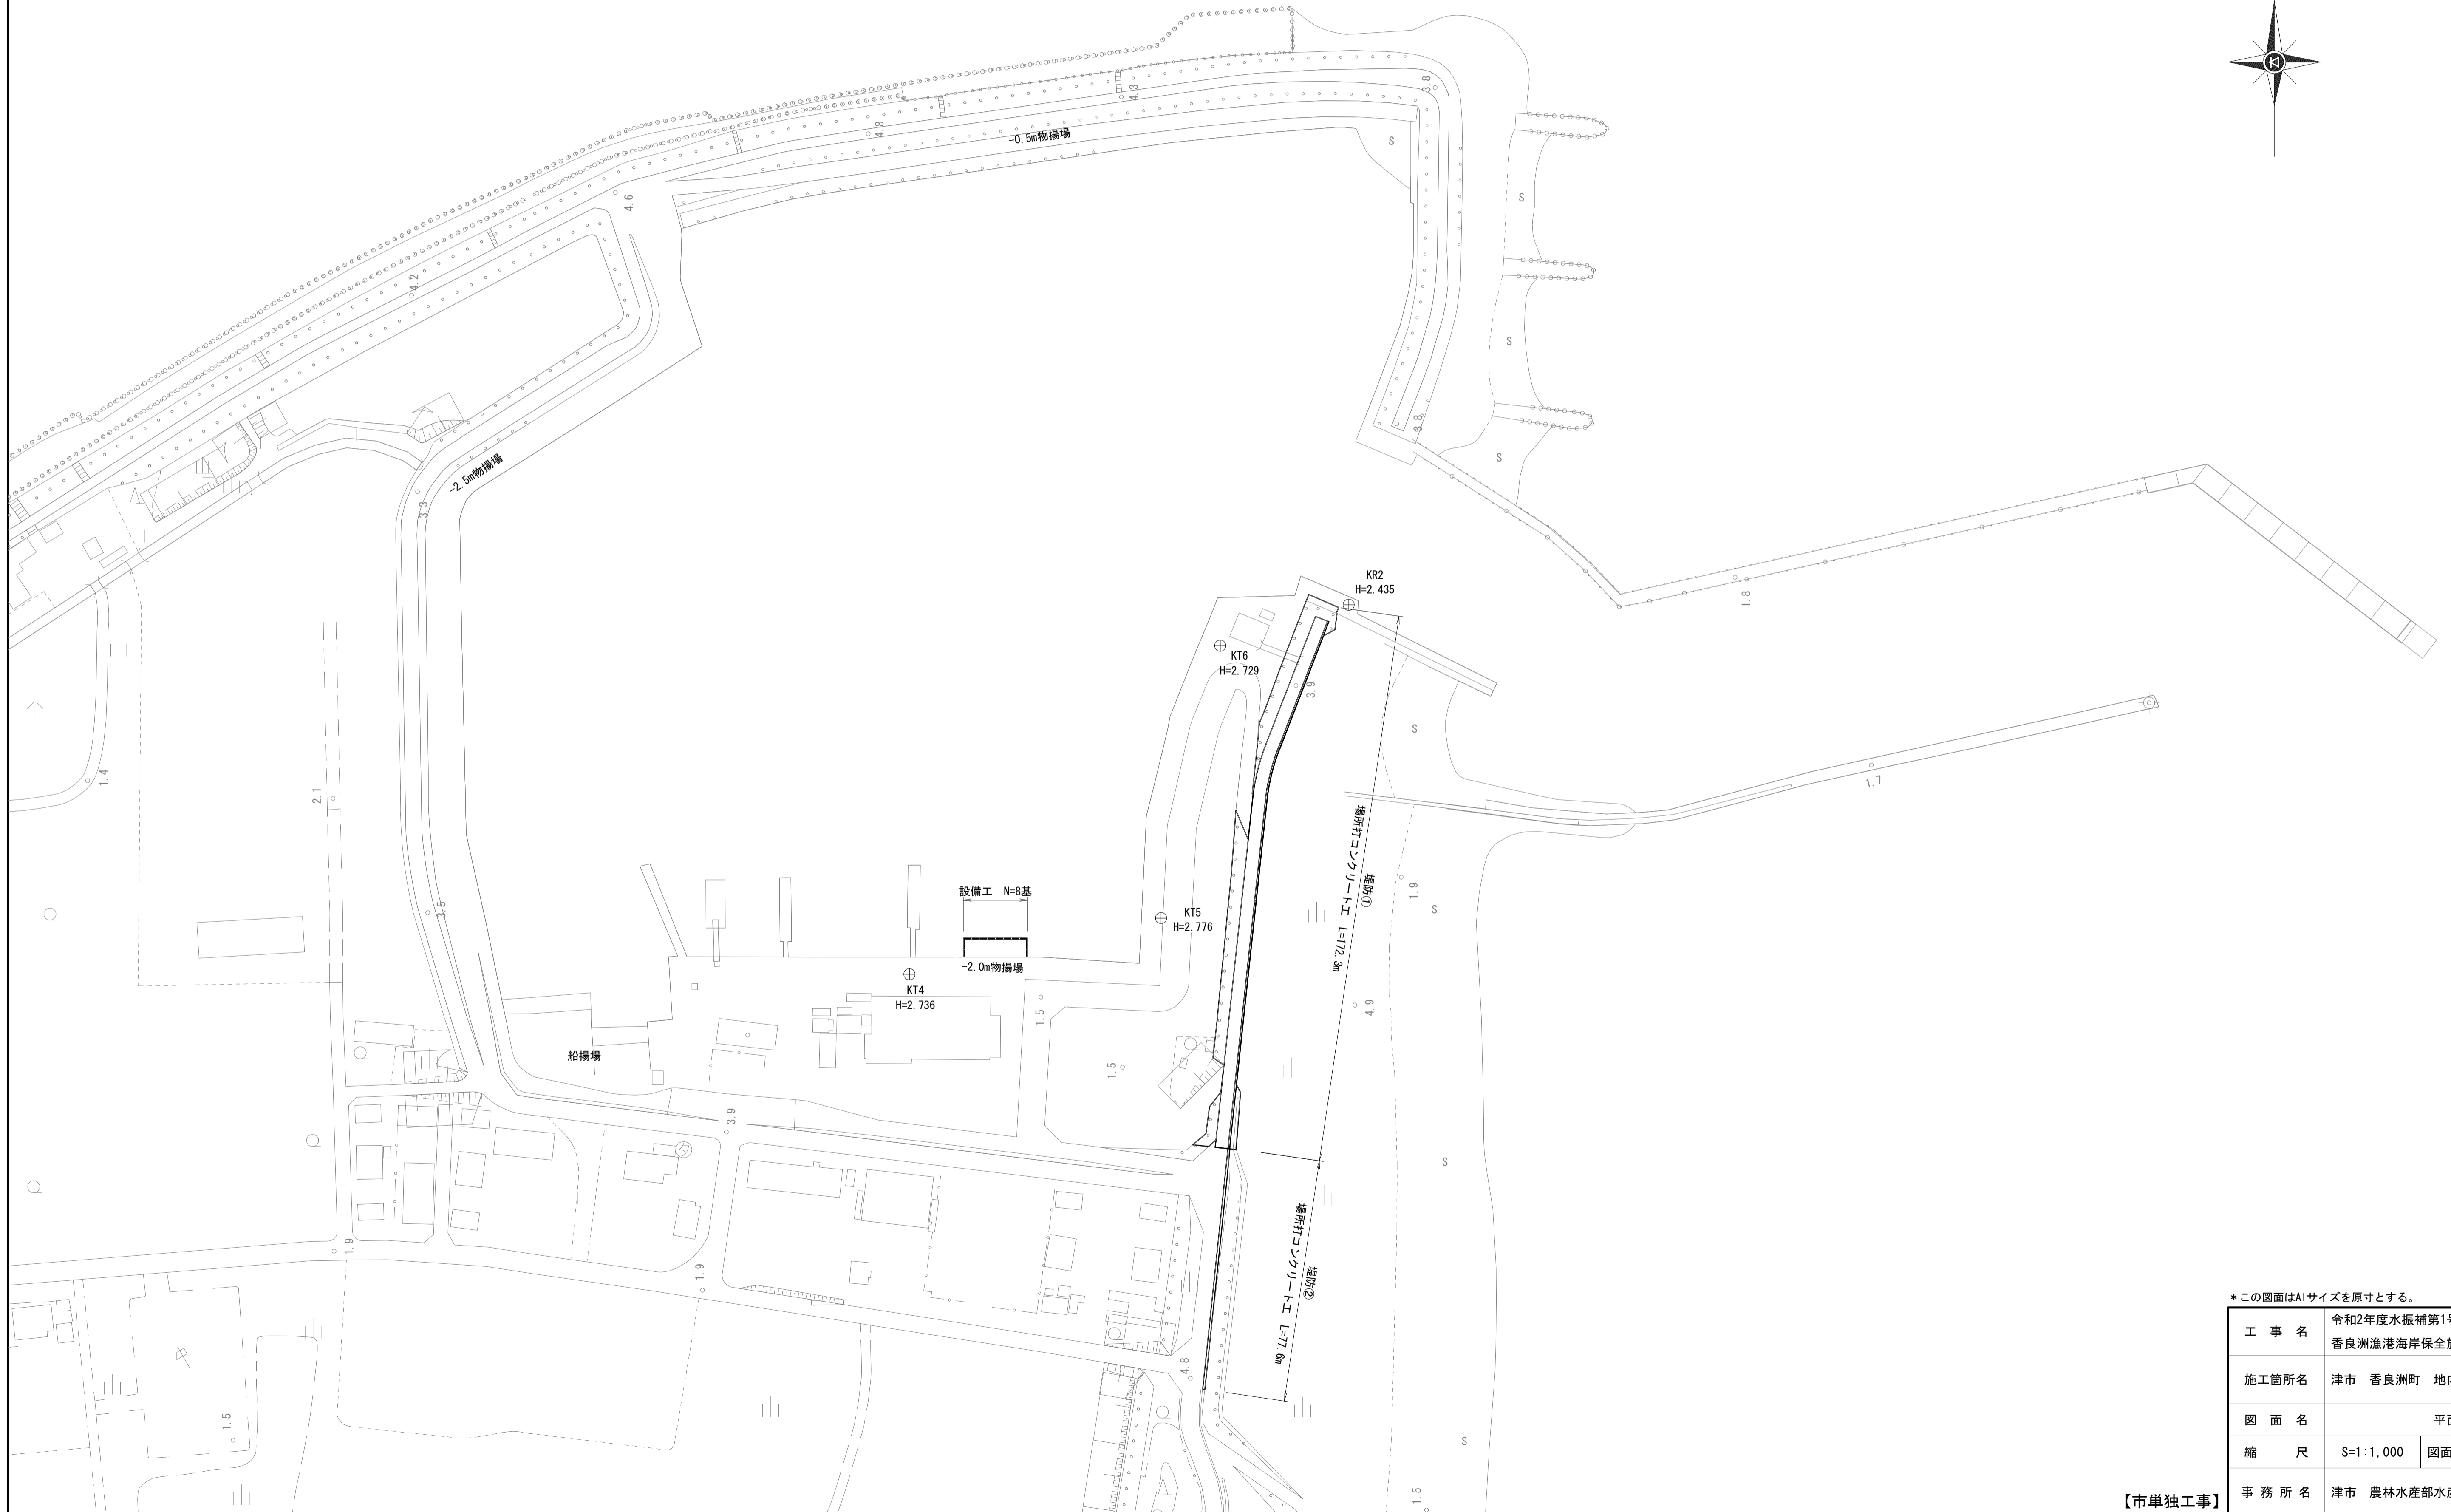 -0.5m物揚場
3.8
4.3
4.8
S
4.6
S
4.2
S
3.8
-2.5m物揚場
S
3.3
KR2
H=2.435
1.8
KT6
H=2.729
3.9
S
1.4
2.1
1.7
場所打コンクリート工 L=172.3m
堤防①
設備工 N=8基
1.9
3.5
KT5
H=2.776
S
-2.0m物揚場
KT4
H=2.736
4.9
1.5
船揚場
1.5
3.9
S
場所打コンクリート工 L=77.6m
堤防②
1.9
1.9
4.8
1.5
S
1.5
*この図面はA1サイズを原寸とする。
工 事 名
令和2年度水振補第1
香良洲漁港海岸保全
施工箇所名
津市 香良洲町 地
図 面 名
平
縮 尺
S=1:1,000
図面
事 務 所 名
津市 農林水産部水
【市単独工事】